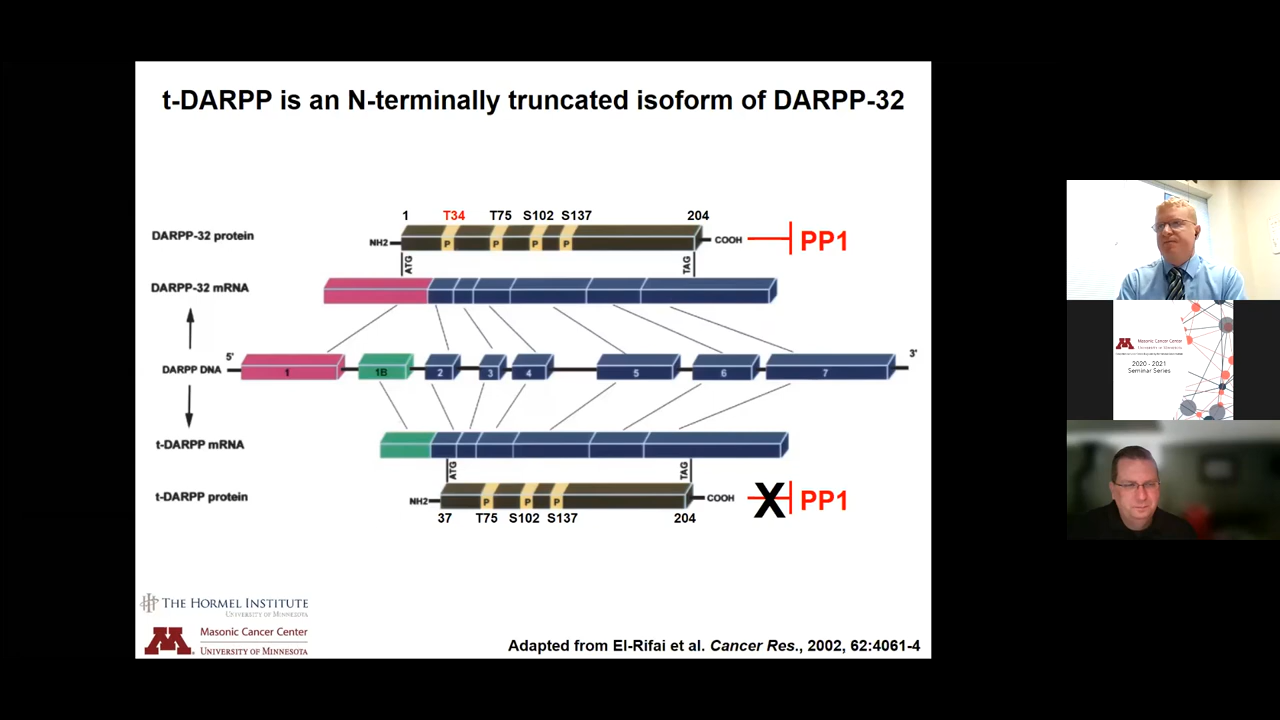 t-DARPP is an N-terminally truncated isoform of DARPP-32
1 T34 T75 S102 S137 204
DARPP-32 protein NH2 P P P P COOH PP1
ATG TAG
DARPP-32 mRNA
5' 3'
DARPP DNA 1 1B 2 3 4 5 6 7
t-DARPP mRNA
ATG TAG
t-DARPP protein NH2 P P P COOH X PP1
37 T75 S102 S137 204
THE HORMEL INSTITUTE
UNIVERSITY OF MINNESOTA
M Masonic Cancer Center
UNIVERSITY OF MINNESOTA
Adapted from El-Rifai et al. Cancer Res., 2002, 62:4061-4
M Masonic Cancer Center
2020 - 2021
Seminar Series